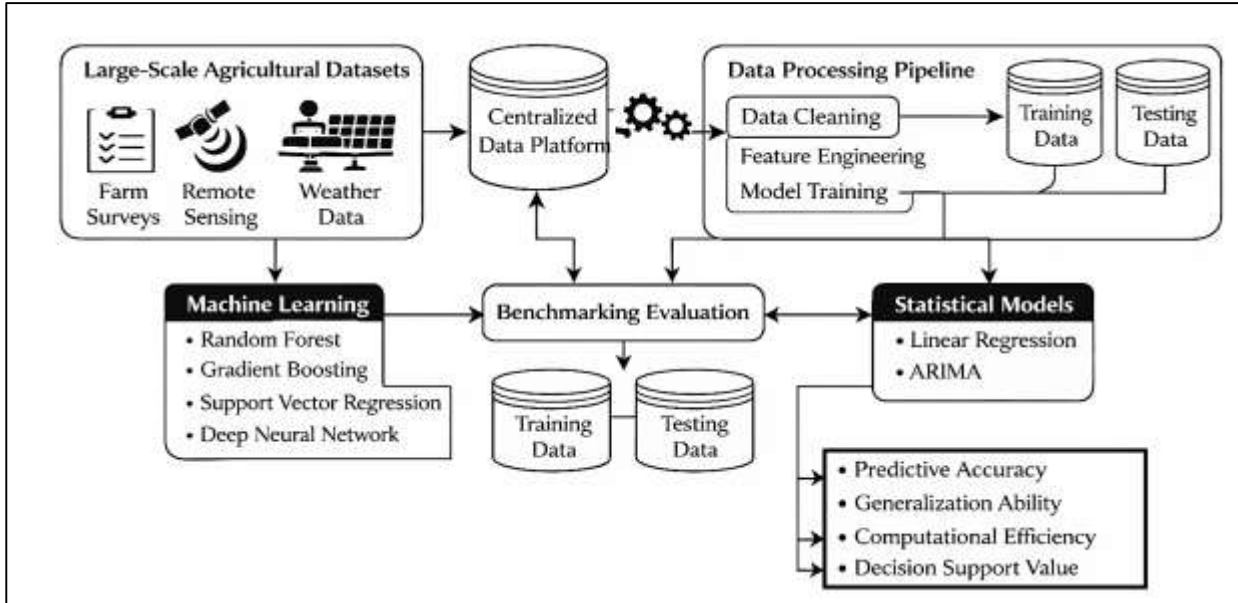 Large-Scale Agricultural Datasets
Farm
Surveys
Remote
Sensing
Weather
Data
Centralized
Data Platform
Data Processing Pipeline
Data Cleaning
Feature Engineering
Model Training
Training
Data
Testing
Data
Machine Learning
• Random Forest
• Gradient Boosting
• Support Vector Regression
• Deep Neural Network
Benchmarking Evaluation
Training
Data
Testing
Data
Statistical Models
• Linear Regression
• ARIMA
• Predictive Accuracy
• Generalization Ability
• Computational Efficiency
• Decision Support Value